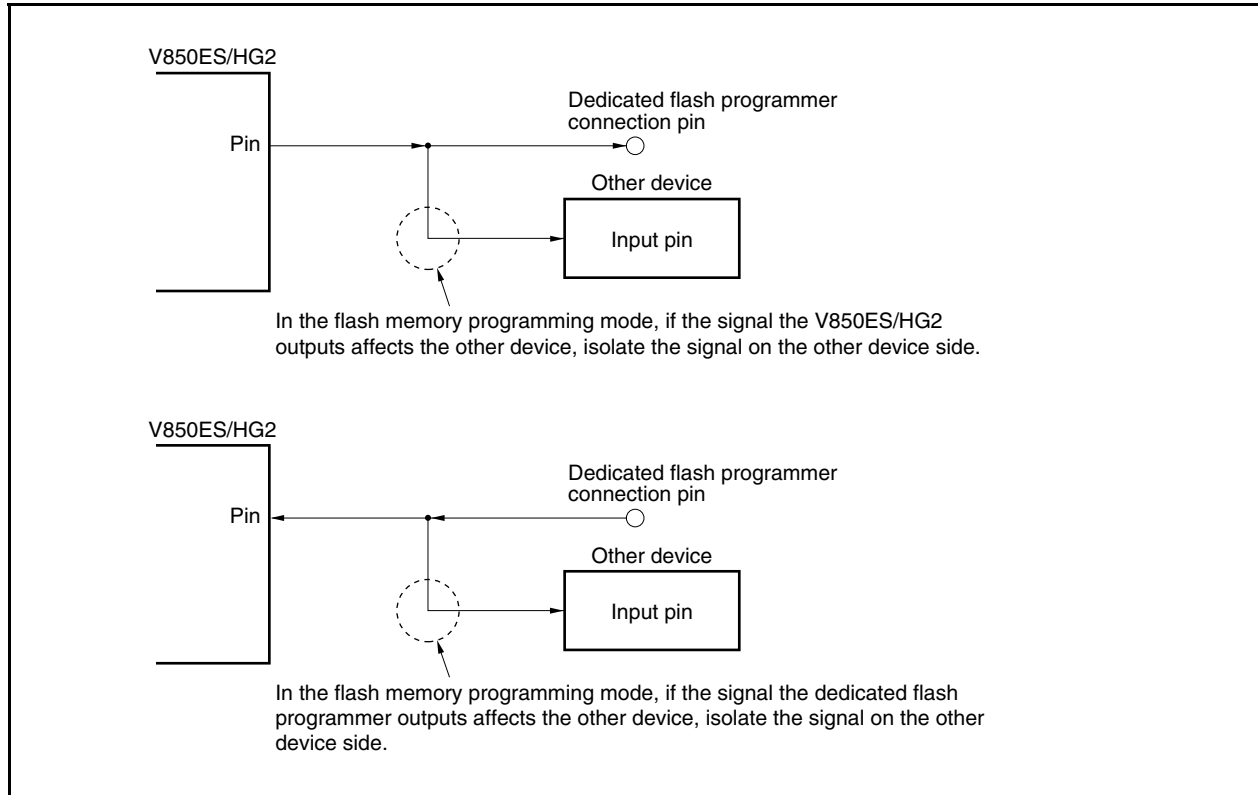 V850ES/HG2
Dedicated flash programmer
connection pin
Pin
Other device
Input pin
In the flash memory programming mode, if the signal the V850ES/HG2
outputs affects the other device, isolate the signal on the other device side.
V850ES/HG2
Dedicated flash programmer
connection pin
Pin
Other device
Input pin
In the flash memory programming mode, if the signal the dedicated flash
programmer outputs affects the other device, isolate the signal on the other
device side.